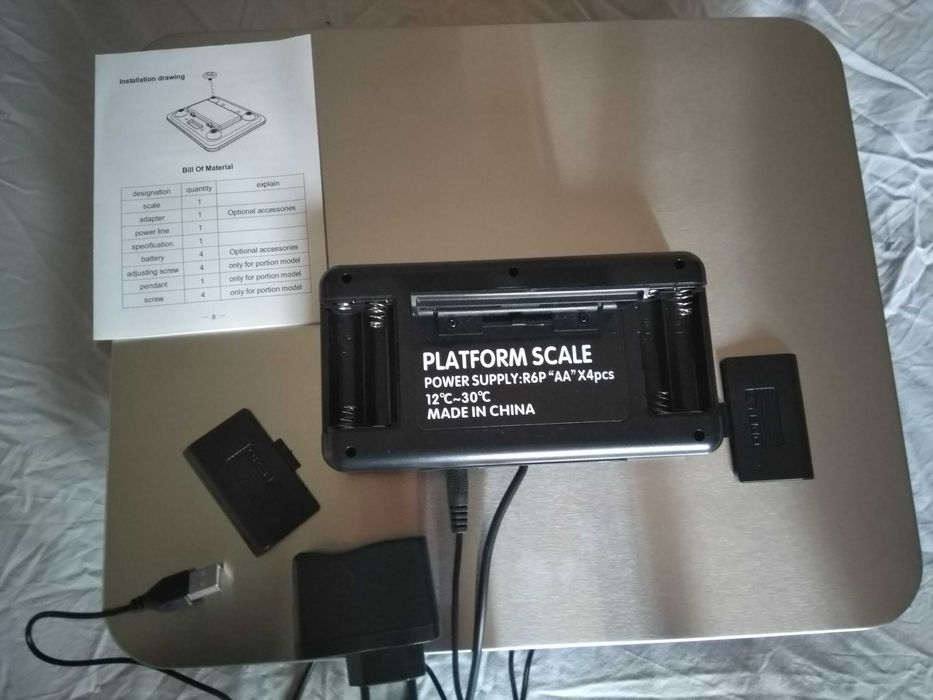 Installation drawing
Bill Of Material
designation quantity explain
scale 1
adapter 1 Optional accessories
power line 1
specification 1
battery 4 Optional accessories
adjusting screw 4 only for portion model
pendant 1 only for portion model
screw 4 only for portion model
— 8 —
PLATFORM SCALE
POWER SUPPLY:R6P "AA"X4pcs
12℃~30℃
MADE IN CHINA